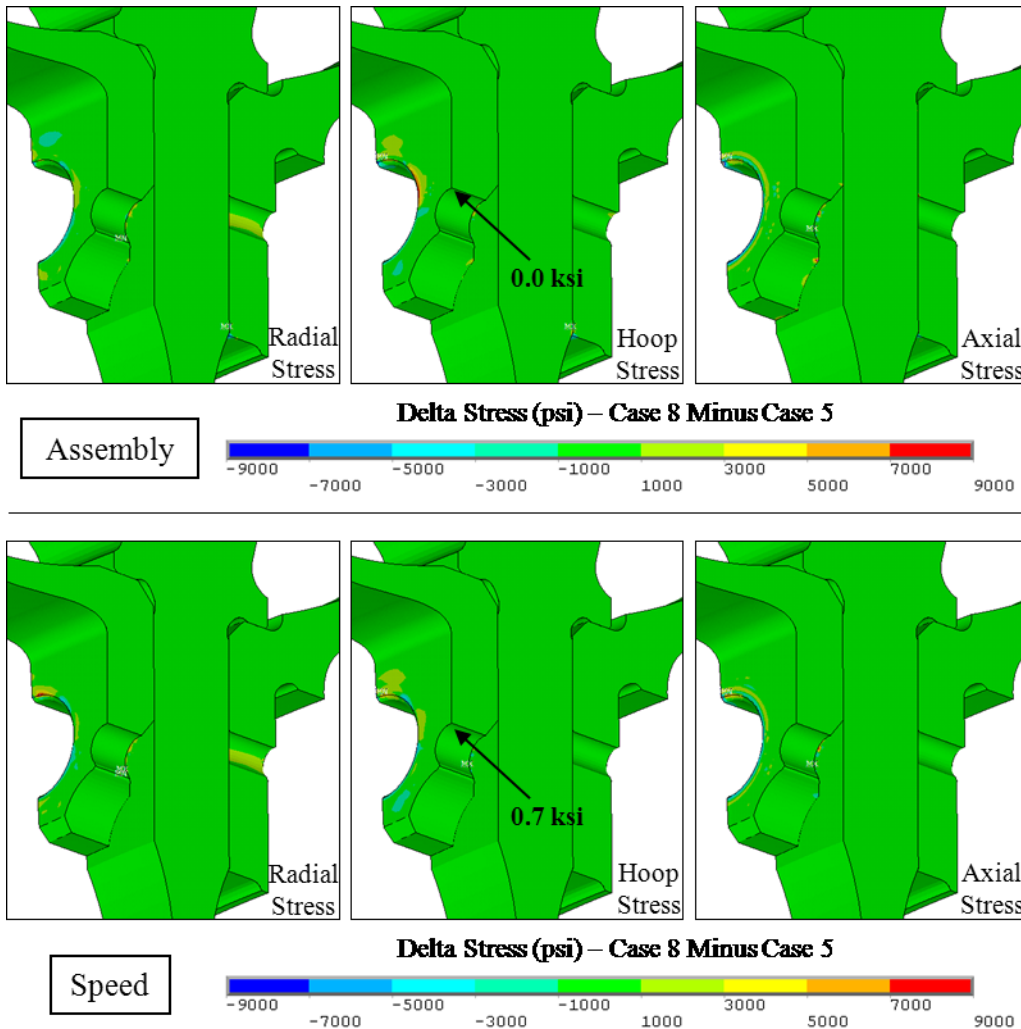 Radial
Stress
0.0 ksi
Hoop
Stress
Axial
Stress
Assembly
Delta Stress (psi) – Case 8 Minus Case 5
-9000 -5000 -1000 3000 7000
-7000 -3000 1000 5000 9000
Radial
Stress
0.7 ksi
Hoop
Stress
Axial
Stress
Speed
Delta Stress (psi) – Case 8 Minus Case 5
-9000 -5000 -1000 3000 7000
-7000 -3000 1000 5000 9000